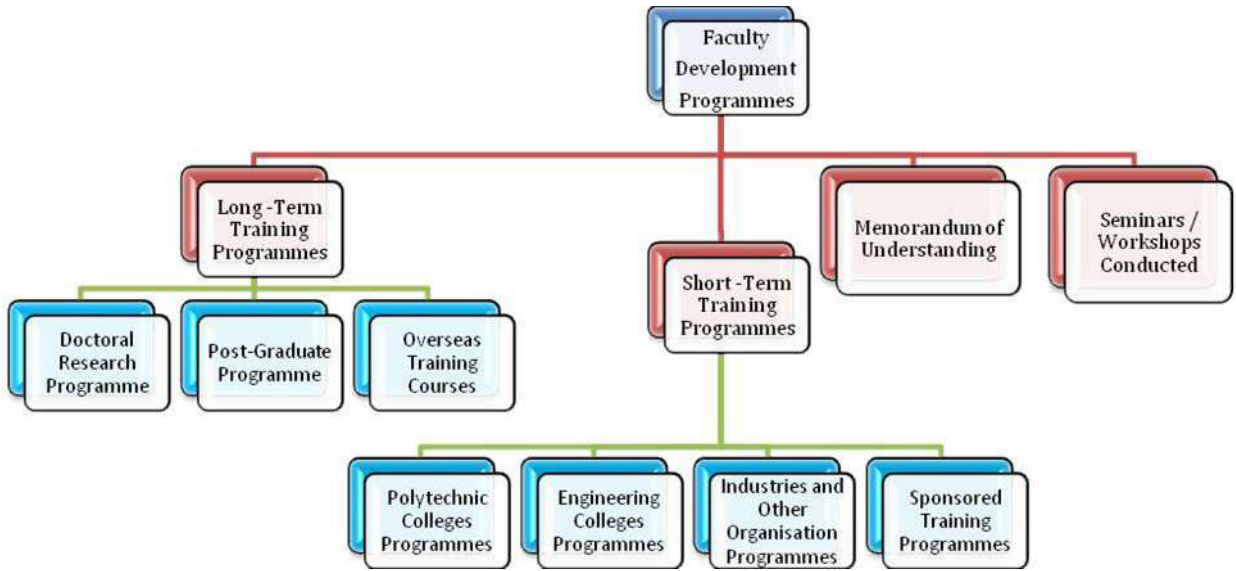 Faculty
Development
Programmes
Long -Term
Training
Programmes
Short -Term
Training
Programmes
Memorandum of
Understanding
Seminars /
Workshops
Conducted
Doctoral
Research
Programme
Post-Graduate
Programme
Overseas
Training
Courses
Polytechnic
Colleges
Programmes
Engineering
Colleges
Programmes
Industries and
Other
Organisation
Programmes
Sponsored
Training
Programmes